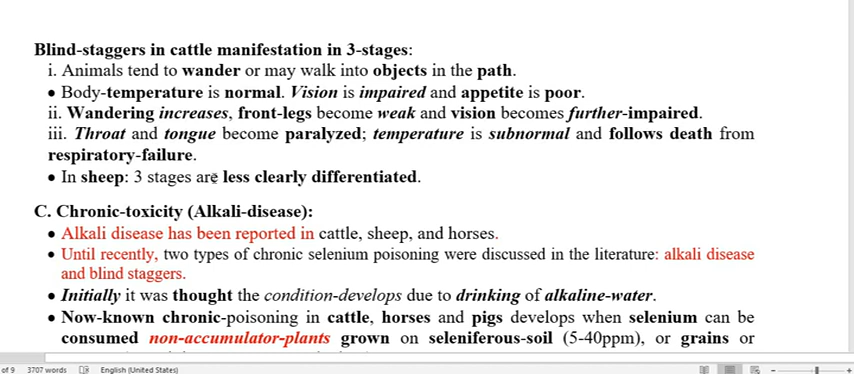 Blind-staggers in cattle manifestation in 3-stages:
i. Animals tend to wander or may walk into objects in the path.
• Body-temperature is normal. Vision is impaired and appetite is poor.
ii. Wandering increases, front-legs become weak and vision becomes further-impaired.
iii. Throat and tongue become paralyzed; temperature is subnormal and follows death from
respiratory-failure.
• In sheep: 3 stages are less clearly differentiated.
C. Chronic-toxicity (Alkali-disease):
• Alkali disease has been reported in cattle, sheep, and horses.
• Until recently, two types of chronic selenium poisoning were discussed in the literature: alkali disease
and blind staggers.
• Initially it was thought the condition-develops due to drinking of alkaline-water.
• Now-known chronic-poisoning in cattle, horses and pigs develops when selenium can be
consumed non-accumulator-plants grown on seleniferous-soil (5-40ppm), or grains or
of 9 3707 words English (United States)